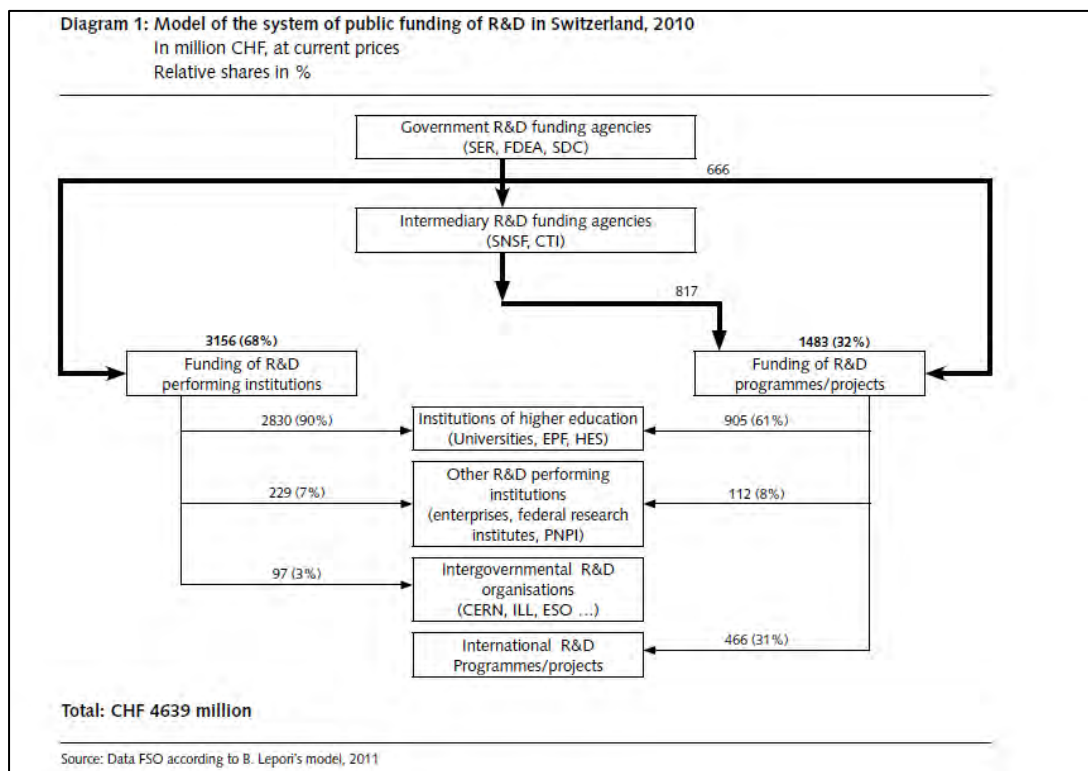 Diagram 1: Model of the system of public funding of R&D in Switzerland, 2010
In million CHF, at current prices
Relative shares in %
Government R&D funding agencies
(SER, FDEA, SDC)
666
Intermediary R&D funding agencies
(SNSF, CTI)
817
3156 (68%)
Funding of R&D
performing institutions
1483 (32%)
Funding of R&D
programmes/projects
2830 (90%)
Institutions of higher education
(Universities, EPF, HES)
905 (61%)
229 (7%)
Other R&D performing
institutions
(enterprises, federal research
institutes, PNPI)
112 (8%)
97 (3%)
Intergovernmental R&D
organisations
(CERN, ILL, ESO ...)
International R&D
Programmes/projects
466 (31%)
Total: CHF 4639 million
Source: Data FSO according to B. Lepori's model, 2011